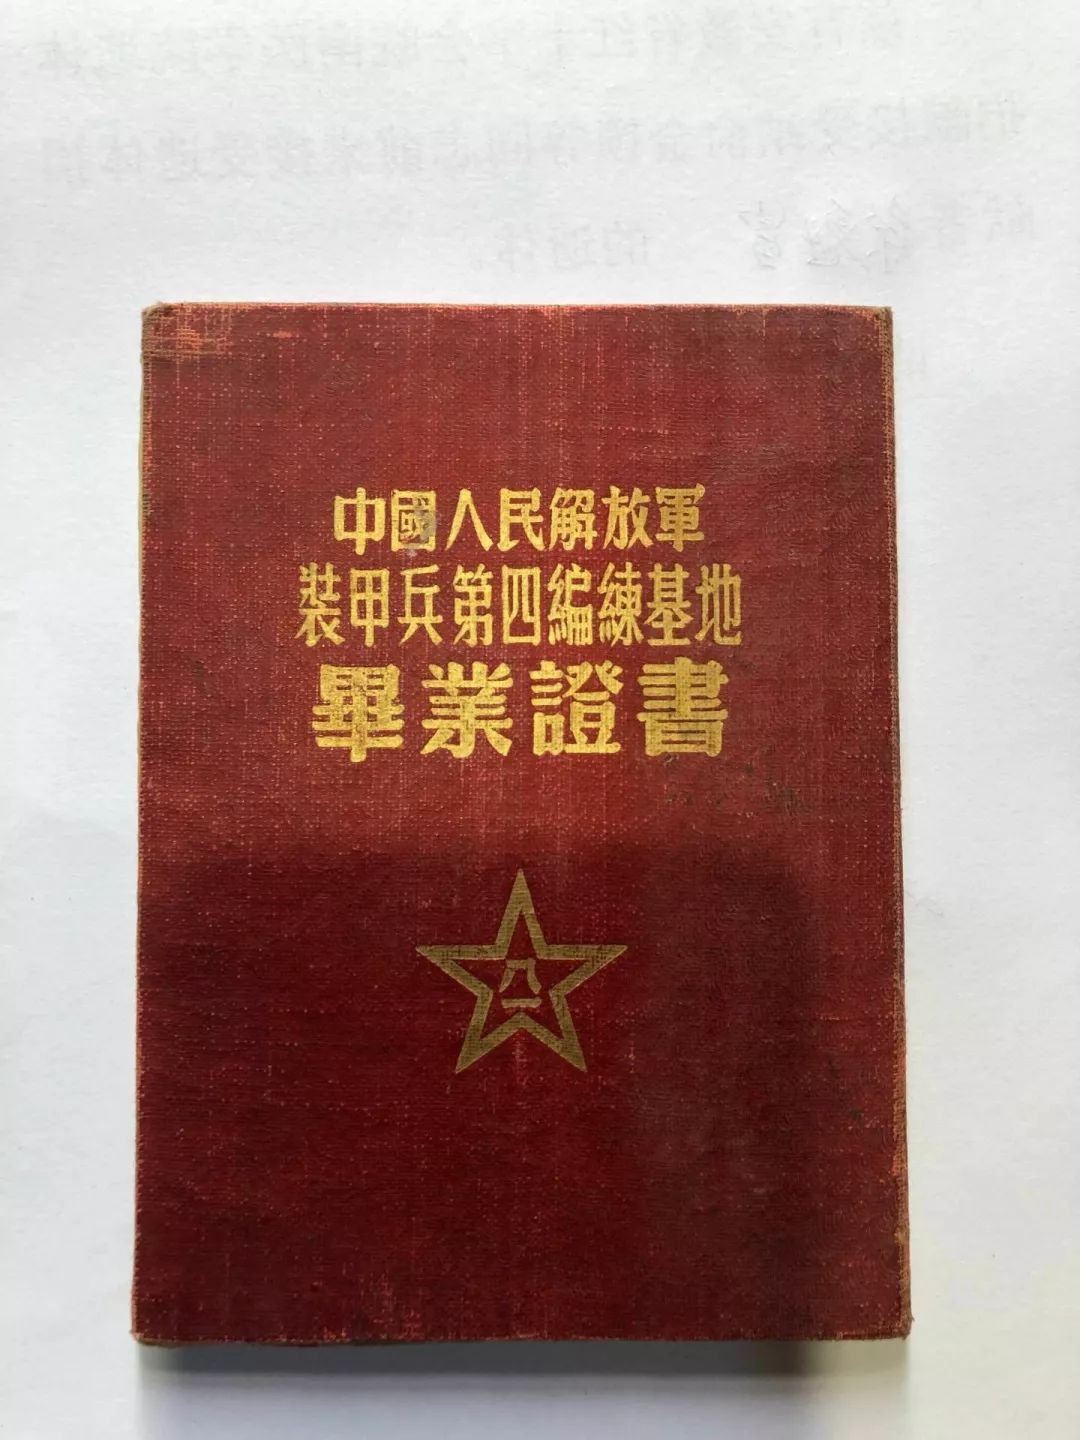 中國人民解放軍
裝甲兵第四編練基地
畢業證書
八一